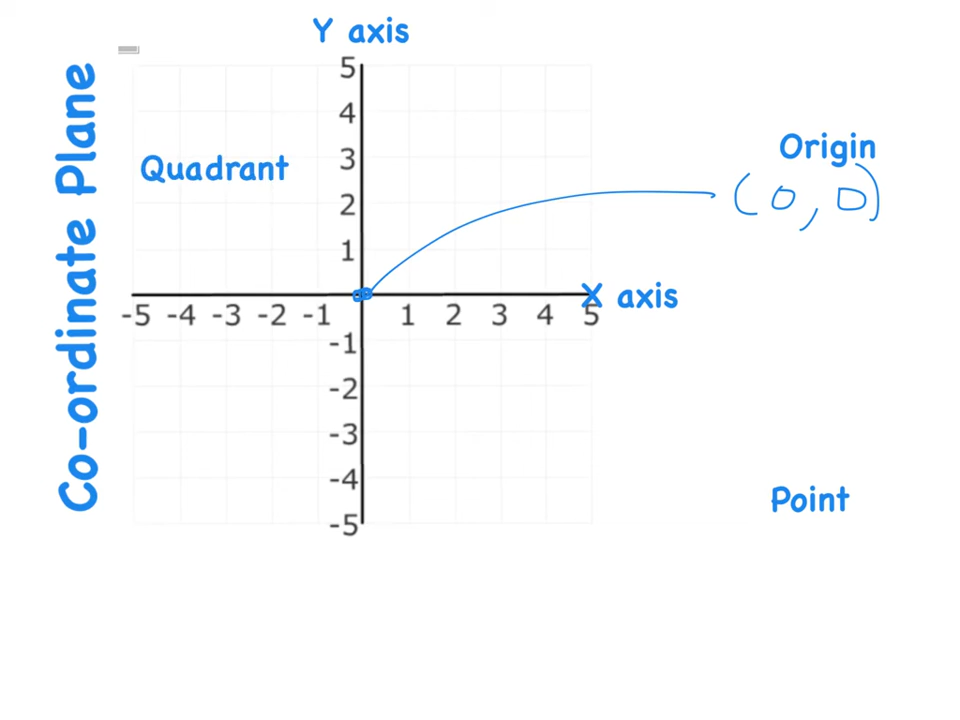 Y axis
Co-ordinate Plane
5
4
Quadrant
3
Origin
2
(0,0)
1
X axis
-5 -4 -3 -2 -1 1 2 3 4 5
-1
-2
-3
-4
Point
-5